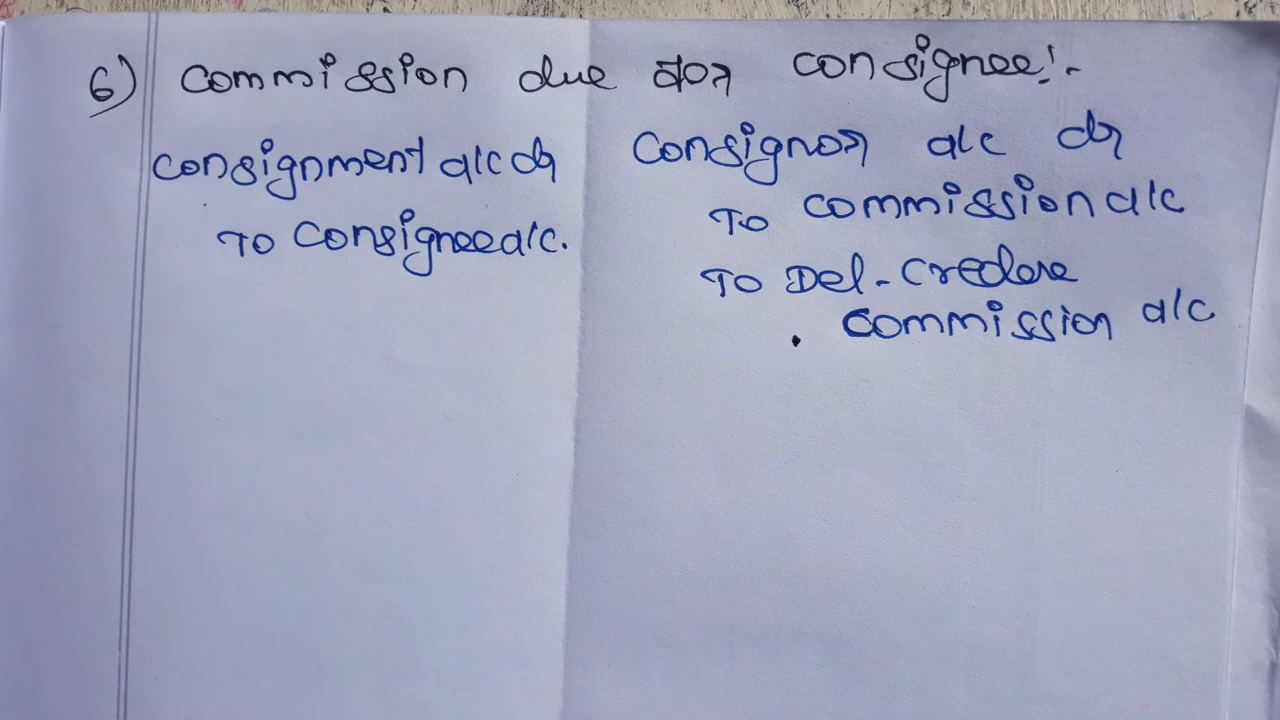 6) Commission due for consignee:-
Consignment a/c dr
To Consignee a/c.
Consignor a/c dr
To Commission a/c
To Del-Credere
Commission a/c